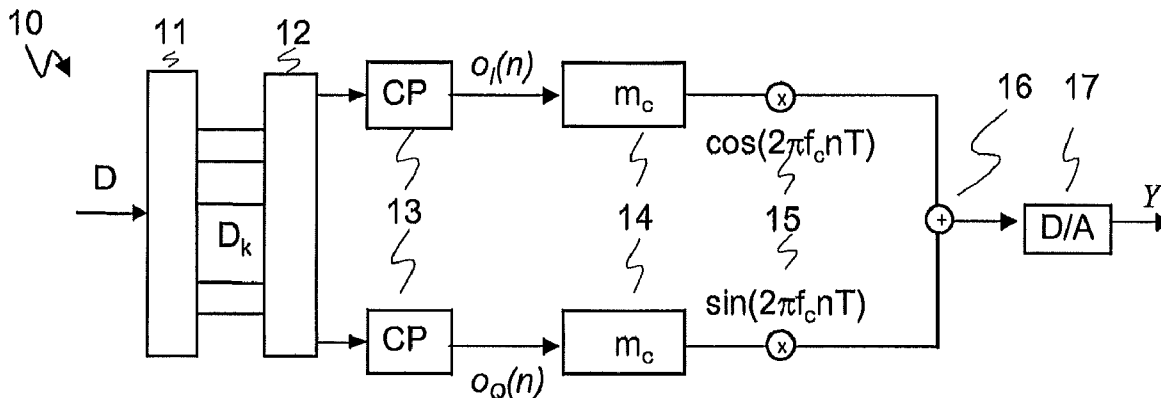 10
11
12
CP
o_I(n)
m_c
x
16
17
cos(2πf_cnT)
D
D_k
13
14
15
+
D/A
Y
sin(2πf_cnT)
CP
o_Q(n)
m_c
x